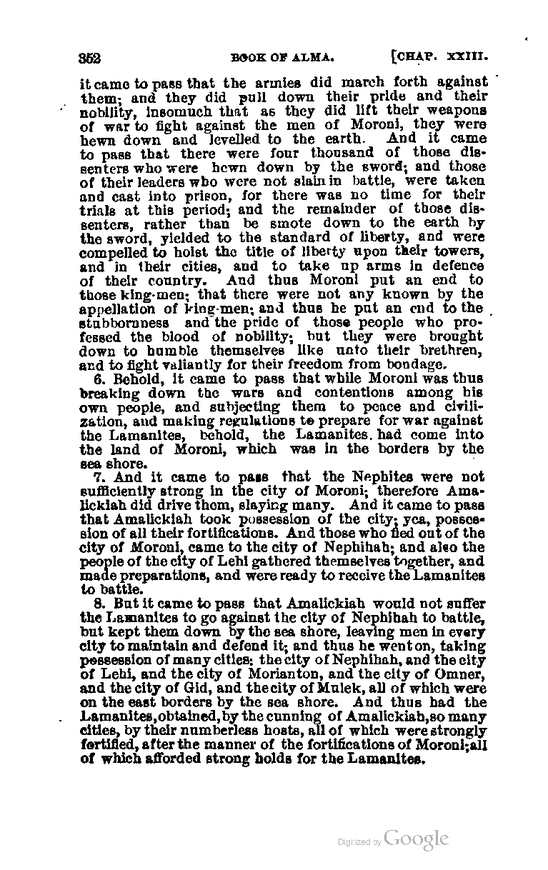 352 BOOK OF ALMA. [CHAP. XXIII.
it came to pass that the armies did march forth against
them; and they did pull down their pride and their
nobility, insomuch that as they did lift their weapons
of war to fight against the men of Moroni, they were
hewn down and levelled to the earth. And it came
to pass that there were four thousand of those dis-
senters who were hewn down by the sword; and those
of their leaders who were not slain in battle, were taken
and cast into prison, for there was no time for their
trials at this period; and the remainder of those dis-
senters, rather than be smote down to the earth by
the sword, yielded to the standard of liberty, and were
compelled to hoist the title of liberty upon their towers,
and in their cities, and to take up arms in defence
of their country. And thus Moroni put an end to
those king-men; that there were not any known by the
appellation of king-men; and thus he put an end to the
stubbornness and the pride of those people who pro-
fessed the blood of nobility; but they were brought
down to humble themselves like unto their brethren,
and to fight valiantly for their freedom from bondage.
6. Behold, it came to pass that while Moroni was thus
breaking down the wars and contentions among his
own people, and subjecting them to peace and civili-
zation, and making regulations to prepare for war against
the Lamanites, behold, the Lamanites had come into
the land of Moroni, which was in the borders by the
sea shore.
7. And it came to pass that the Nephites were not
sufficiently strong in the city of Moroni; therefore Ama-
lickiah did drive them, slaying many. And it came to pass
that Amalickiah took possession of the city; yea, posses-
sion of all their fortifications. And those who fled out of the
city of Moroni, came to the city of Nephihah; and also the
people of the city of Lehi gathered themselves together, and
made preparations, and were ready to receive the Lamanites
to battle.
8. But it came to pass that Amalickiah would not suffer
the Lamanites to go against the city of Nephihah to battle,
but kept them down by the sea shore, leaving men in every
city to maintain and defend it; and thus he went on, taking
possession of many cities; the city of Nephihah, and the city
of Lehi, and the city of Morianton, and the city of Omner,
and the city of Gid, and the city of Mulek, all of which were
on the east borders by the sea shore. And thus had the
Lamanites, obtained, by the cunning of Amalickiah, so many
cities, by their numberless hosts, all of which were strongly
fortified, after the manner of the fortifications of Moroni; all
of which afforded strong holds for the Lamanites.
Digitized by Google